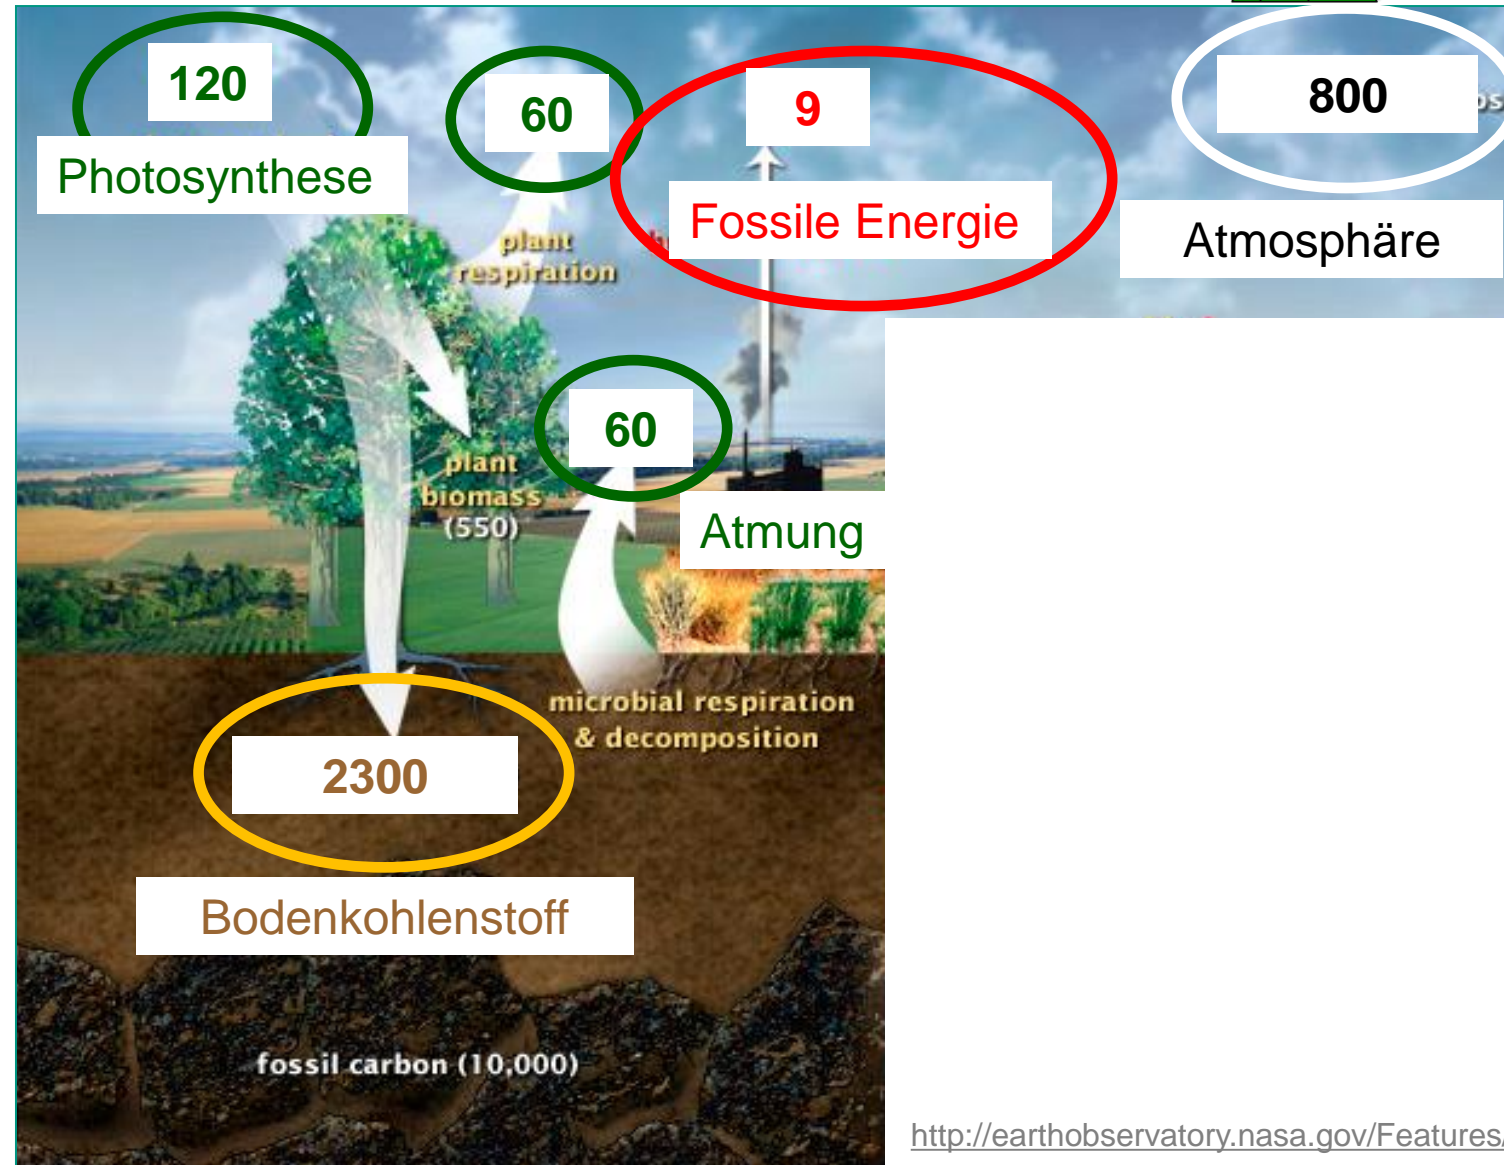 120
Photosynthese
60
9
Fossile Energie
800
Atmosphäre
plant
respiration
60
Atmung
plant
biomass
(550)
microbial respiration
& decomposition
2300
Bodenkohlenstoff
fossil carbon (10,000)
http://earthobservatory.nasa.gov/Features/